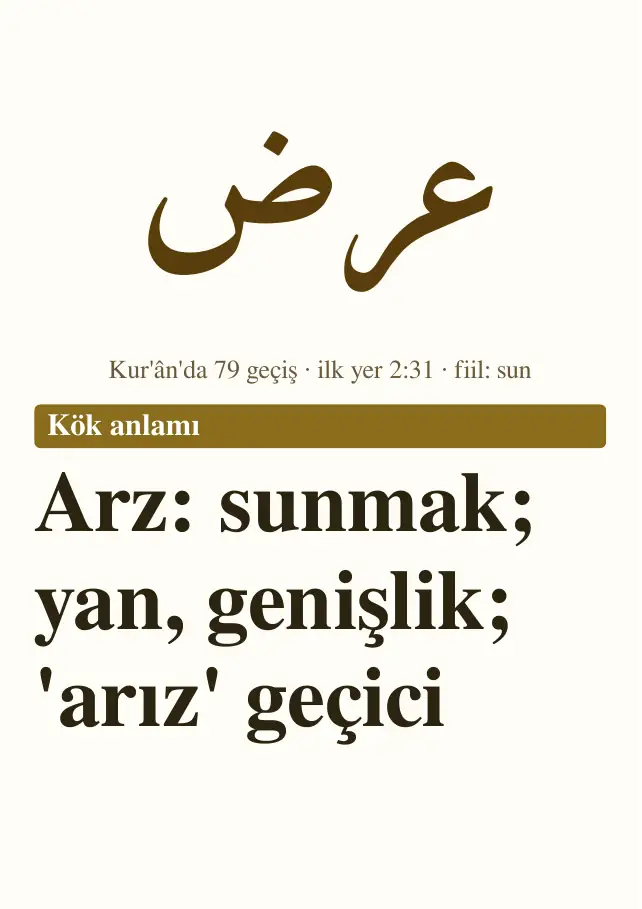 عرض
Kur'ân'da 79 geçiş · ilk yer 2:31 · fiil: sun
Kök anlamı
Arz: sunmak;
yan, genişlik;
'arız' geçici